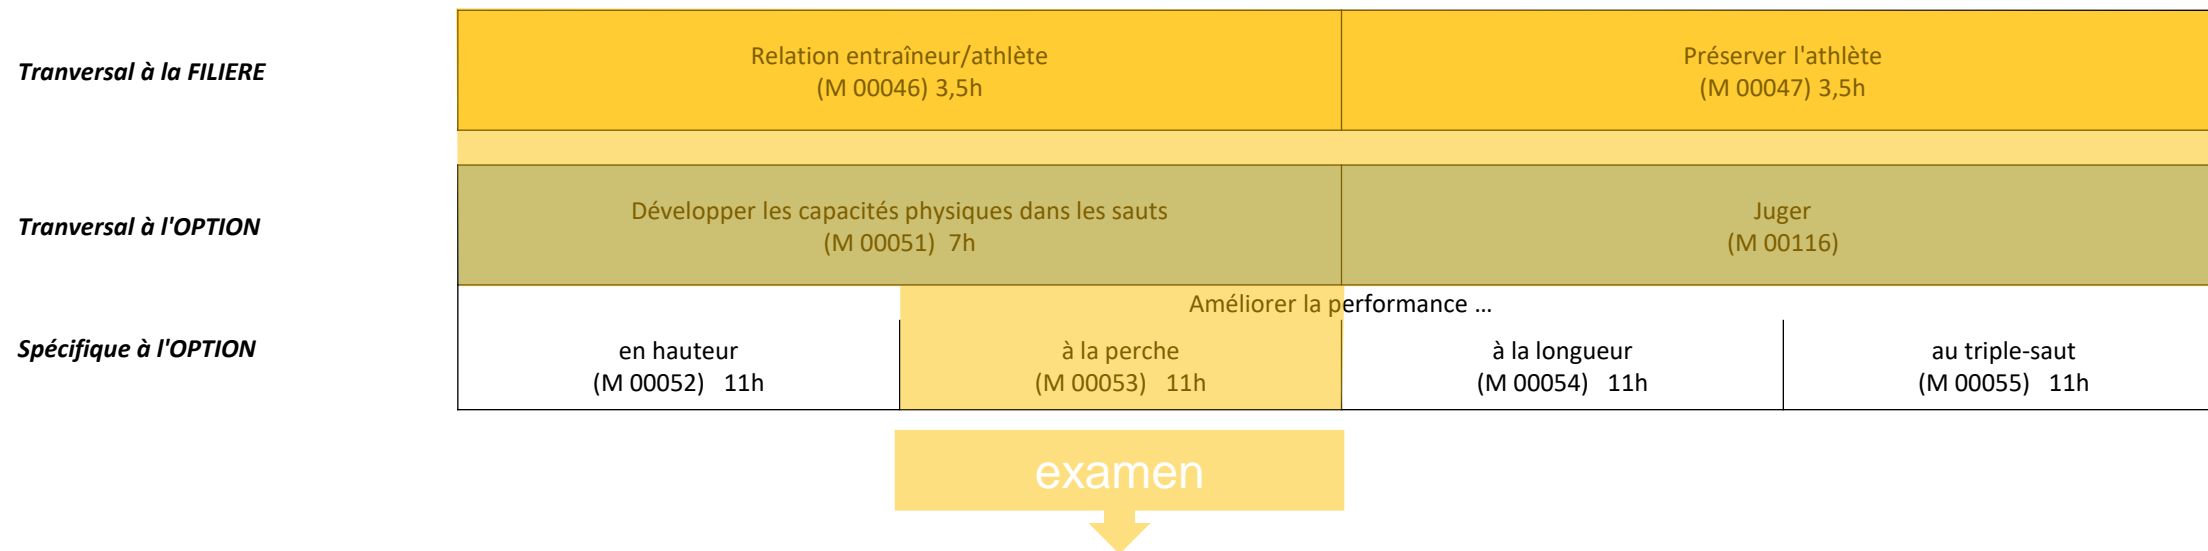 Tranversal à la FILIERE
Relation entraîneur/athlète
(M 00046) 3,5h
Préserver l'athlète
(M 00047) 3,5h
Tranversal à l'OPTION
Développer les capacités physiques dans les sauts
(M 00051) 7h
Juger
(M 00116)
Améliorer la performance ...
Spécifique à l'OPTION
en hauteur
(M 00052) 11h
à la perche
(M 00053) 11h
à la longueur
(M 00054) 11h
au triple-saut
(M 00055) 11h
examen